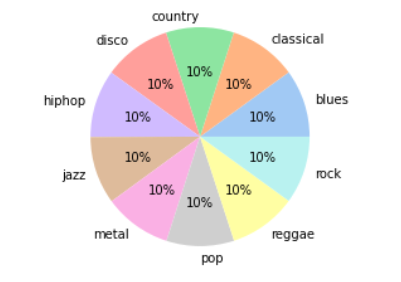 country
disco
classical
10%
10%
10%
hiphop
blues
10%
10%
10%
10%
jazz
rock
10%
10%
10%
metal
reggae
pop